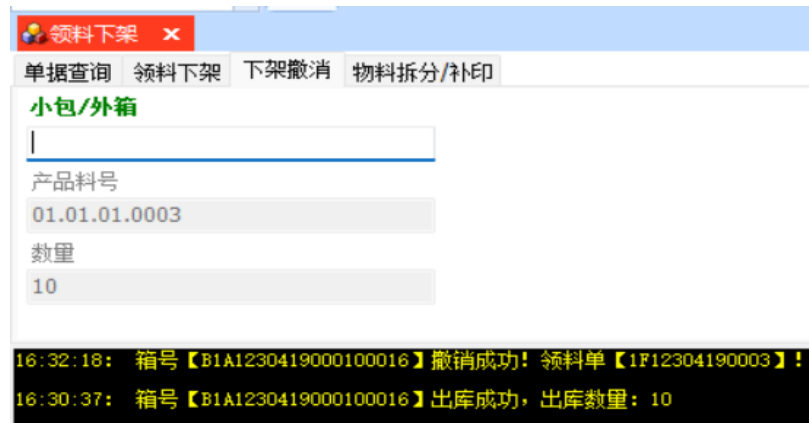 领料下架 ×
单据查询 领料下架 下架撤消 物料拆分/补印
小包/外箱
产品料号
01.01.01.0003
数量
10
16:32:18: 箱号【B1A1230419000100016】撤销成功! 领料单【1F12304190003】!
16:30:37: 箱号【B1A1230419000100016】出库成功，出库数量: 10